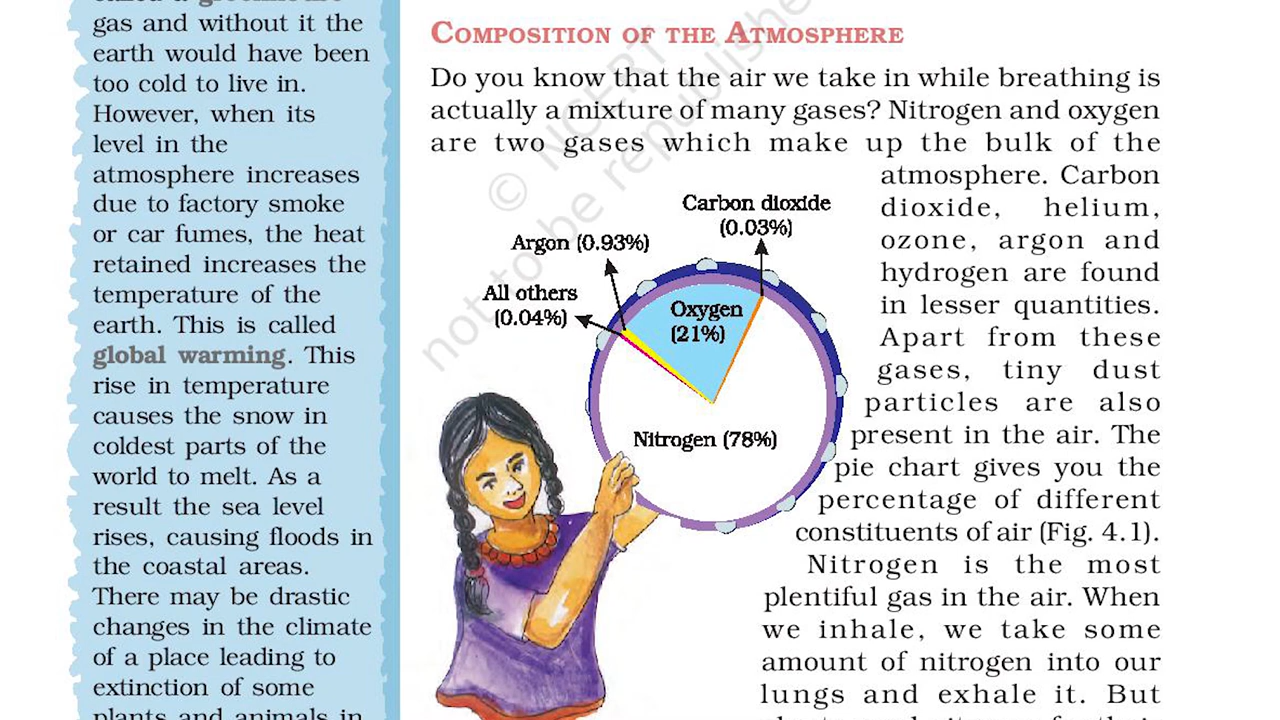 gas and without it the
earth would have been
too cold to live in.
However, when its
level in the
atmosphere increases
due to factory smoke
or car fumes, the heat
retained increases the
temperature of the
earth. This is called
global warming. This
rise in temperature
causes the snow in
coldest parts of the
world to melt. As a
result the sea level
rises, causing floods in
the coastal areas.
There may be drastic
changes in the climate
of a place leading to
extinction of some
plants and animals in
COMPOSITION OF THE ATMOSPHERE
Do you know that the air we take in while breathing is
actually a mixture of many gases? Nitrogen and oxygen
are two gases which make up the bulk of the
atmosphere. Carbon
dioxide, helium,
ozone, argon and
hydrogen are found
in lesser quantities.
Apart from these
gases, tiny dust
particles are also
present in the air. The
pie chart gives you the
percentage of different
constituents of air (Fig. 4.1).
Nitrogen is the most
plentiful gas in the air. When
we inhale, we take some
amount of nitrogen into our
lungs and exhale it. But
Carbon dioxide
(0.03%)
Argon (0.93%)
All others
(0.04%)
Oxygen
(21%)
Nitrogen (78%)
© NCERT
not to be republished